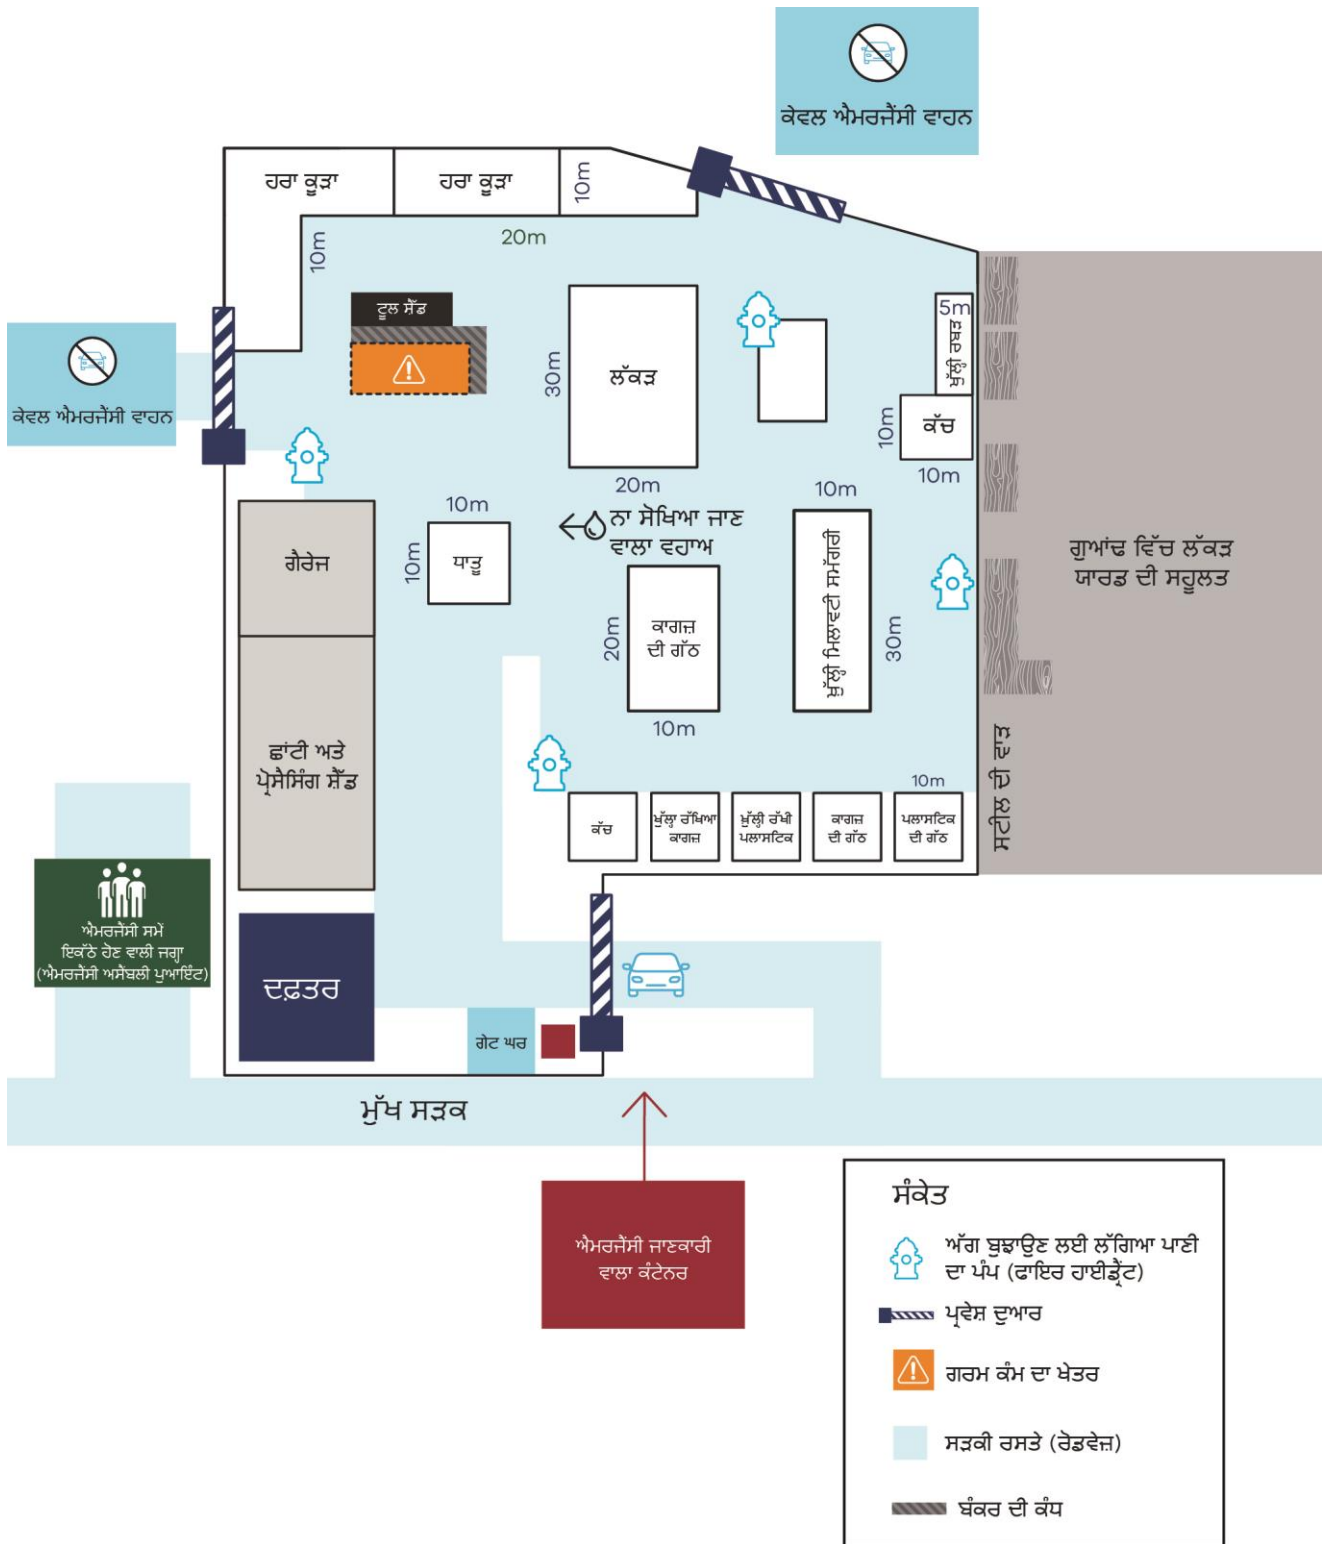 ਕੇਵਲ ਐਮਰਜੈਂਸੀ ਵਾਹਨ
ਹਰਾ ਕੂੜਾ
ਹਰਾ ਕੂੜਾ
10m
20m
10m
ਟੂਲ ਸ਼ੈੱਡ
ਕੇਵਲ ਐਮਰਜੈਂਸੀ ਵਾਹਨ
30m
ਲੱਕੜ
20m
5m
ਖੁੱਲ੍ਹੀ ਰਬੜ
10m
ਕੱਚ
10m
ਨਾ ਸੋਖਿਆ ਜਾਣ
ਵਾਲਾ ਵਹਾਅ
10m
10m
ਧਾਤੂ
10m
ਖੁੱਲ੍ਹੀ ਮਿਲਾਵਟੀ ਸਮੱਗਰੀ
30m
ਗੈਰੇਜ
20m
ਕਾਗਜ਼
ਦੀ ਗੱਠ
10m
ਗੁਆਂਢ ਵਿੱਚ ਲੱਕੜ
ਯਾਰਡ ਦੀ ਸਹੂਲਤ
ਸਟੀਲ ਦੀ ਵਾੜ
ਛਾਂਟੀ ਅਤੇ
ਪ੍ਰੋਸੈਸਿੰਗ ਸ਼ੈੱਡ
10m
ਕੱਚ
ਖੁੱਲ੍ਹਾ ਰੱਖਿਆ
ਕਾਗਜ਼
ਖੁੱਲ੍ਹੀ ਰੱਖੀ
ਪਲਾਸਟਿਕ
ਕਾਗਜ਼
ਦੀ ਗੱਠ
ਪਲਾਸਟਿਕ
ਦੀ ਗੱਠ
ਐਮਰਜੈਂਸੀ ਸਮੇਂ
ਇਕੱਠੇ ਹੋਣ ਵਾਲੀ ਜਗ੍ਹਾ
(ਐਮਰਜੈਂਸੀ ਅਸੈਂਬਲੀ ਪੁਆਇੰਟ)
ਦਫ਼ਤਰ
ਗੇਟ ਘਰ
ਮੁੱਖ ਸੜਕ
ਐਮਰਜੈਂਸੀ ਜਾਣਕਾਰੀ
ਵਾਲਾ ਕੰਟੇਨਰ
ਸੰਕੇਤ
ਅੱਗ ਬੁਝਾਉਣ ਲਈ ਲੱਗਿਆ ਪਾਣੀ
ਦਾ ਪੰਪ (ਫਾਇਰ ਹਾਈਡ੍ਰੈਂਟ)
ਪ੍ਰਵੇਸ਼ ਦੁਆਰ
ਗਰਮ ਕੰਮ ਦਾ ਖੇਤਰ
ਸੜਕੀ ਰਸਤੇ (ਰੋਡਵੇਜ਼)
ਬੰਕਰ ਦੀ ਕੰਧ